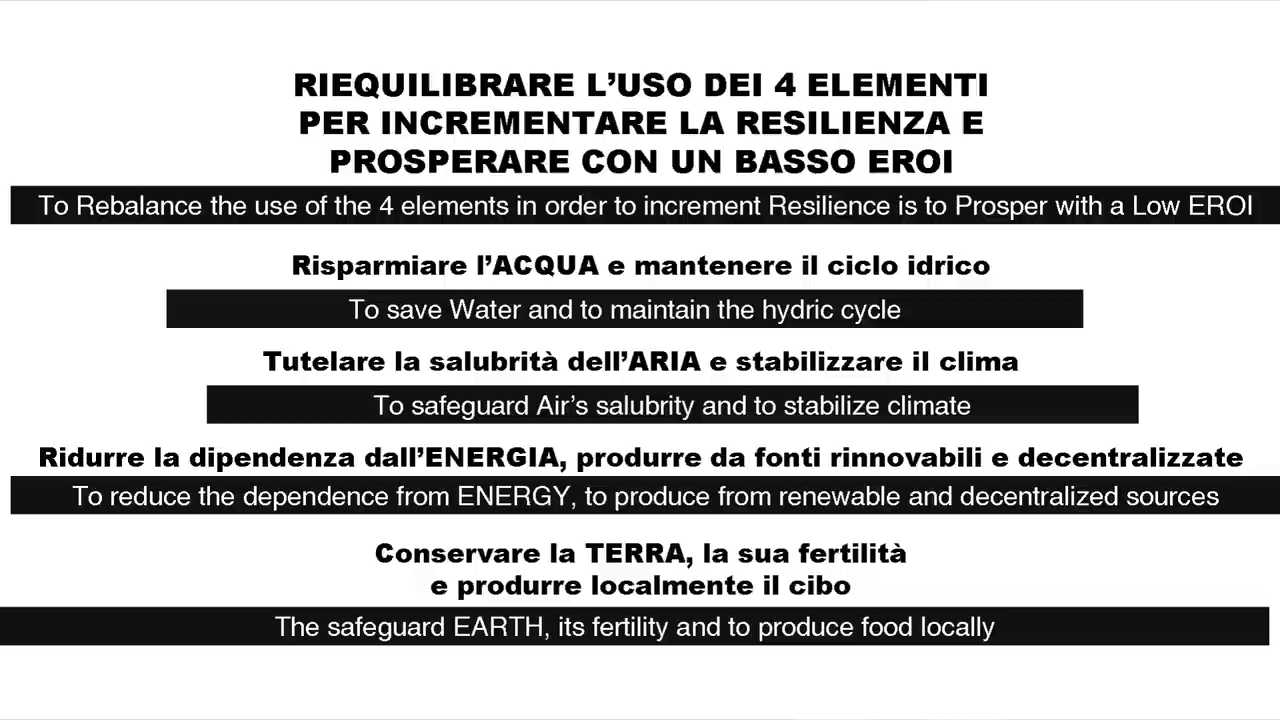 RIEQUILIBRARE L’USO DEI 4 ELEMENTI
PER INCREMENTARE LA RESILIENZA E
PROSPERARE CON UN BASSO EROI
To Rebalance the use of the 4 elements in order to increment Resilience is to Prosper with a Low EROI
Risparmiare l’ACQUA e mantenere il ciclo idrico
To save Water and to maintain the hydric cycle
Tutelare la salubrità dell’ARIA e stabilizzare il clima
To safeguard Air’s salubrity and to stabilize climate
Ridurre la dipendenza dall’ENERGIA, produrre da fonti rinnovabili e decentralizzate
To reduce the dependence from ENERGY, to produce from renewable and decentralized sources
Conservare la TERRA, la sua fertilità
e produrre localmente il cibo
The safeguard EARTH, its fertility and to produce food locally